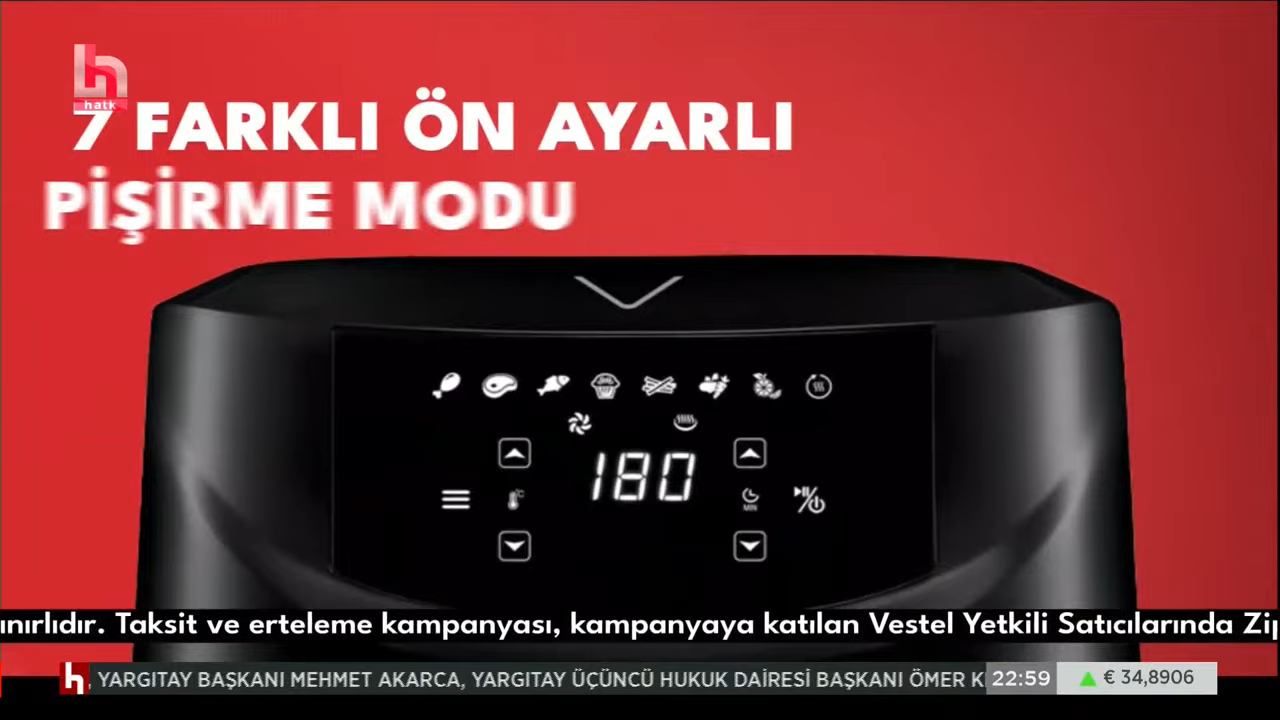 h
halk
7 FARKLI ÖN AYARLI
PİŞİRME MODU
180
°C
MIN
ınırlıdır. Taksit ve erteleme kampanyası, kampanyaya katılan Vestel Yetkili Satıcılarında Zip
h
, YARGITAY BAŞKANI MEHMET AKARCA, YARGITAY ÜÇÜNCÜ HUKUK DAİRESİ BAŞKANI ÖMER K
22:59
€ 34,8906